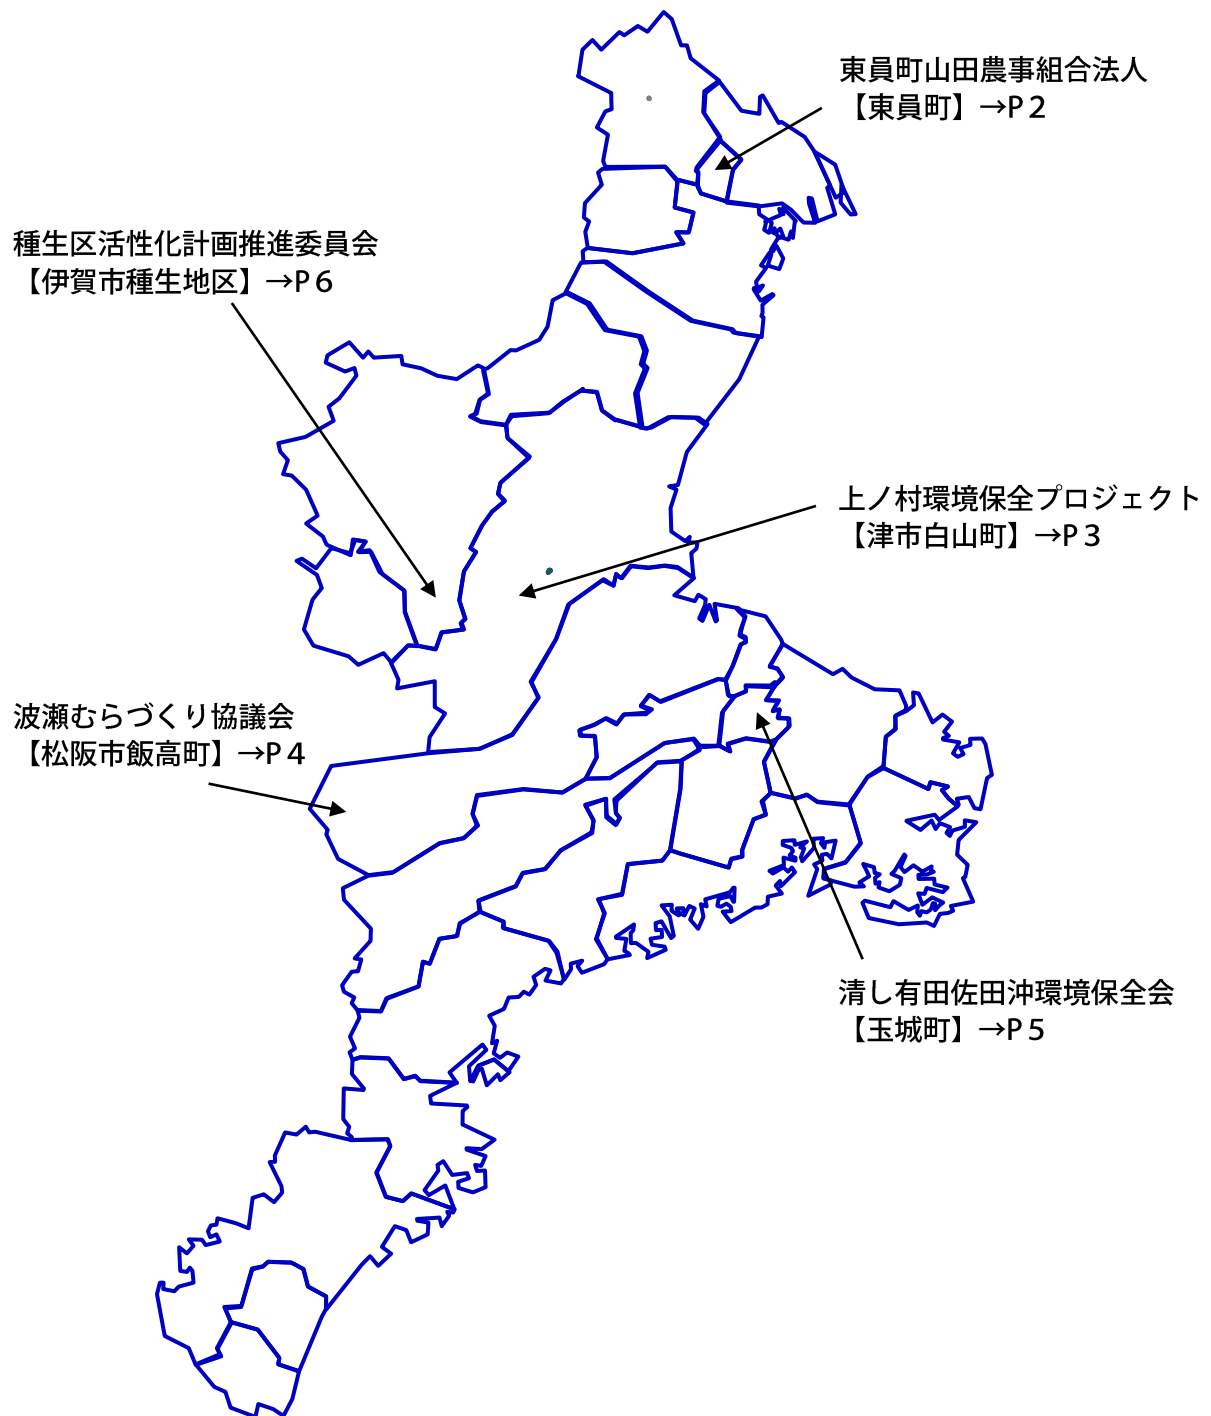 東員町山田農事組合法人
【東員町】→P２
種生区活性化計画推進委員会
【伊賀市種生地区】→P６
上ノ村環境保全プロジェクト
【津市白山町】→P３
波瀬むらづくり協議会
【松阪市飯高町】→P４
清し有田佐田沖環境保全会
【玉城町】→P５